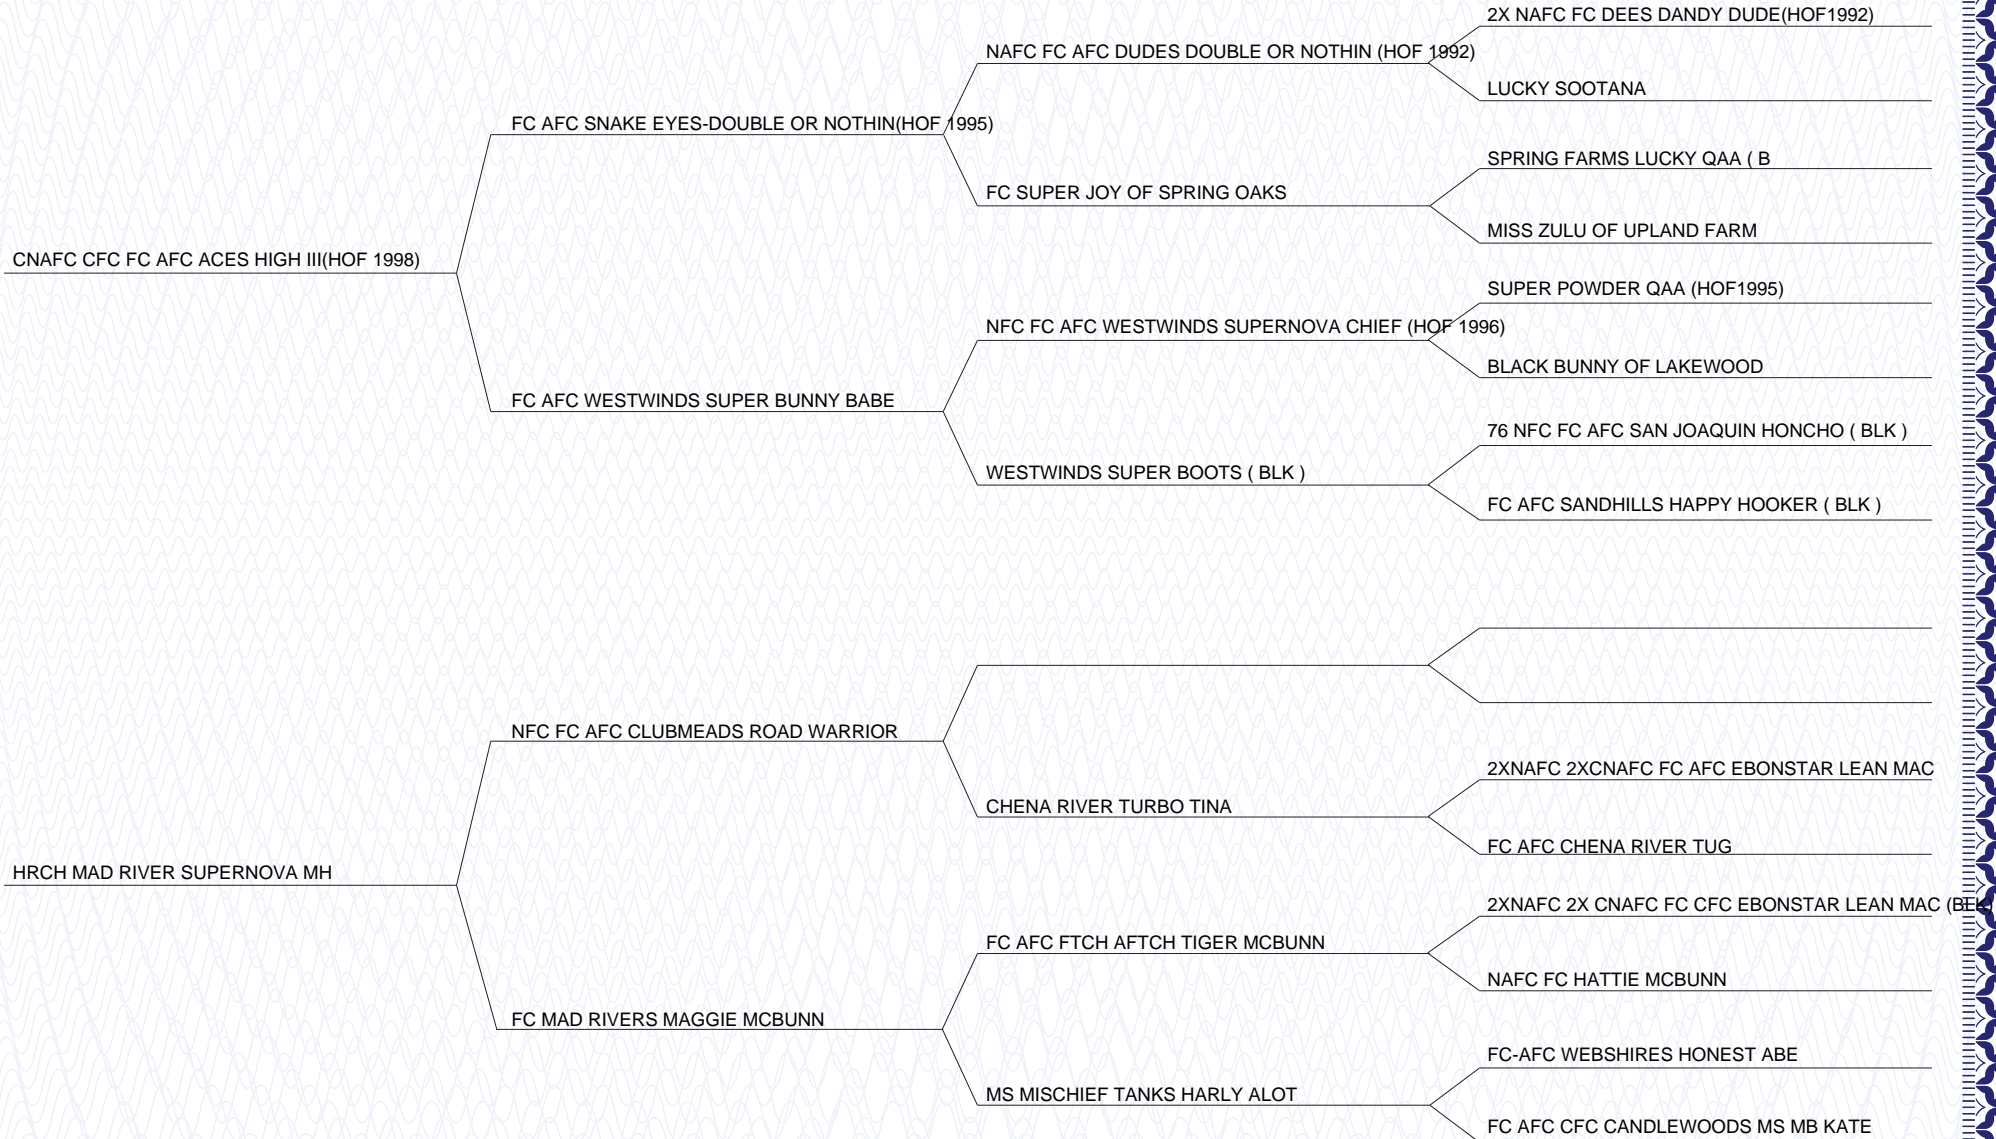 2X NAFC FC DEES DANDY DUDE(HOF1992)
NAFC FC AFC DUDES DOUBLE OR NOTHIN (HOF 1992)
LUCKY SOOTANA
FC AFC SNAKE EYES-DOUBLE OR NOTHIN(HOF 1995)
SPRING FARMS LUCKY QAA ( B
FC SUPER JOY OF SPRING OAKS
MISS ZULU OF UPLAND FARM
CNAFC CFC FC AFC ACES HIGH III(HOF 1998)
SUPER POWDER QAA (HOF1995)
NFC FC AFC WESTWINDS SUPERNOVA CHIEF (HOF 1996)
BLACK BUNNY OF LAKEWOOD
FC AFC WESTWINDS SUPER BUNNY BABE
76 NFC FC AFC SAN JOAQUIN HONCHO ( BLK )
WESTWINDS SUPER BOOTS ( BLK )
FC AFC SANDHILLS HAPPY HOOKER ( BLK )
NFC FC AFC CLUBMEADS ROAD WARRIOR
2XNAFC 2XCNAFC FC AFC EBONSTAR LEAN MAC
CHENA RIVER TURBO TINA
FC AFC CHENA RIVER TUG
HRCH MAD RIVER SUPERNOVA MH
2XNAFC 2X CNAFC FC CFC EBONSTAR LEAN MAC (BLK)
FC AFC FTCH AFTCH TIGER MCBUNN
NAFC FC HATTIE MCBUNN
FC MAD RIVERS MAGGIE MCBUNN
FC-AFC WEBSHIRES HONEST ABE
MS MISCHIEF TANKS HARLY ALOT
FC AFC CFC CANDLEWOODS MS MB KATE